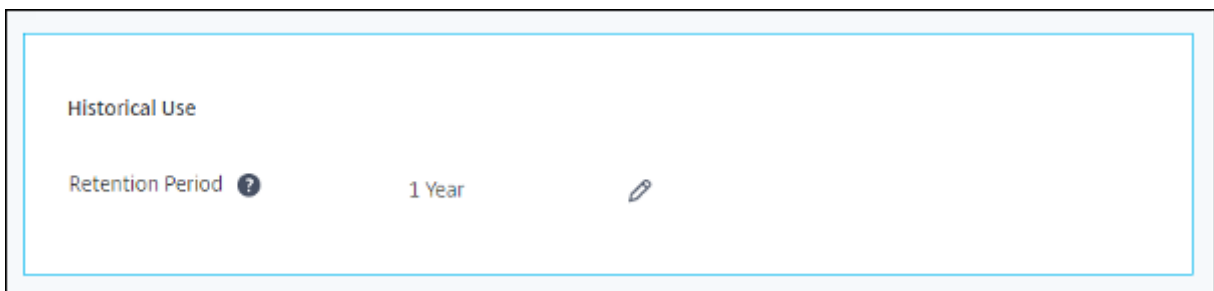 Historical Use
Retention Period ? 1 Year